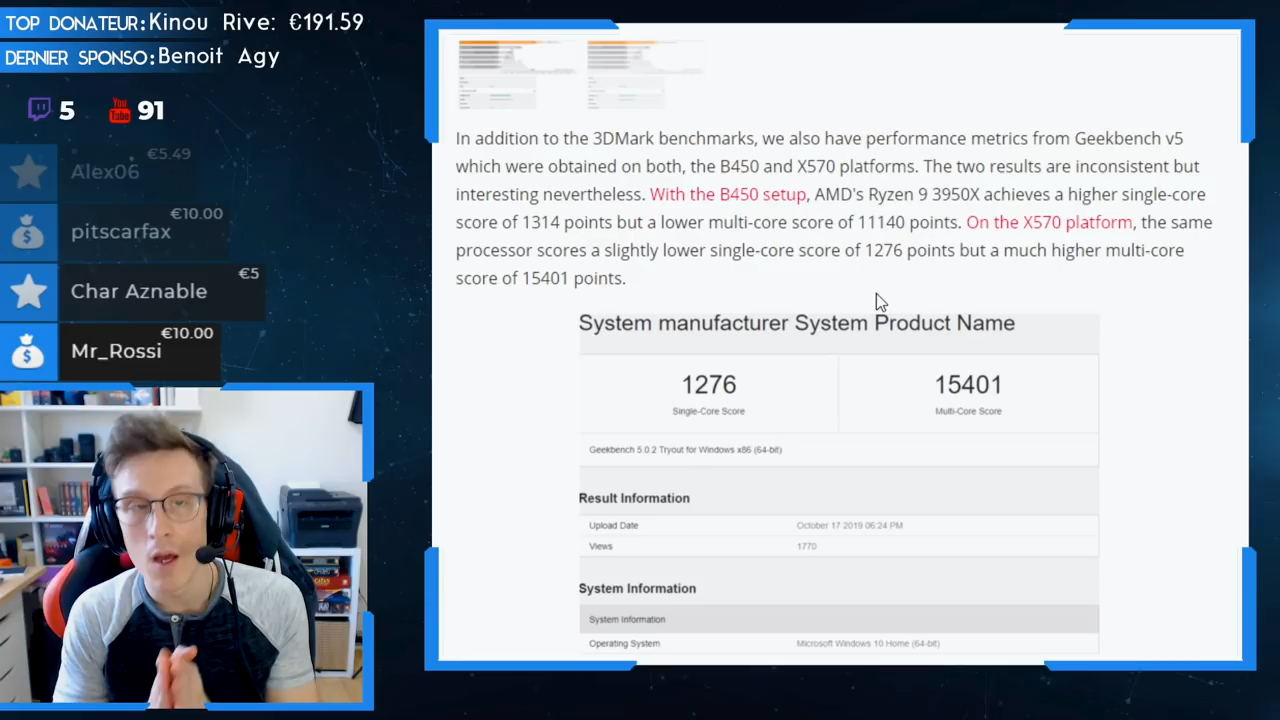 TOP DONATEUR: Kinou Rive: €191.59
DERNIER SPONSO: Benoit Agy
5
You Tube 91
€5.49
Alex06
€10.00
pitscarfax
€5
Char Aznable
€10.00
Mr_Rossi
In addition to the 3DMark benchmarks, we also have performance metrics from Geekbench v5
which were obtained on both, the B450 and X570 platforms. The two results are inconsistent but
interesting nevertheless. With the B450 setup, AMD's Ryzen 9 3950X achieves a higher single-core
score of 1314 points but a lower multi-core score of 11140 points. On the X570 platform, the same
processor scores a slightly lower single-core score of 1276 points but a much higher multi-core
score of 15401 points.
System manufacturer System Product Name
1276
15401
Single-Core Score
Multi-Core Score
Geekbench 5.0.2 Tryout for Windows x86 (64-bit)
Result Information
Upload Date October 17 2019 06:24 PM
Views 1770
System Information
System Information
Operating System Microsoft Windows 10 Home (64-bit)